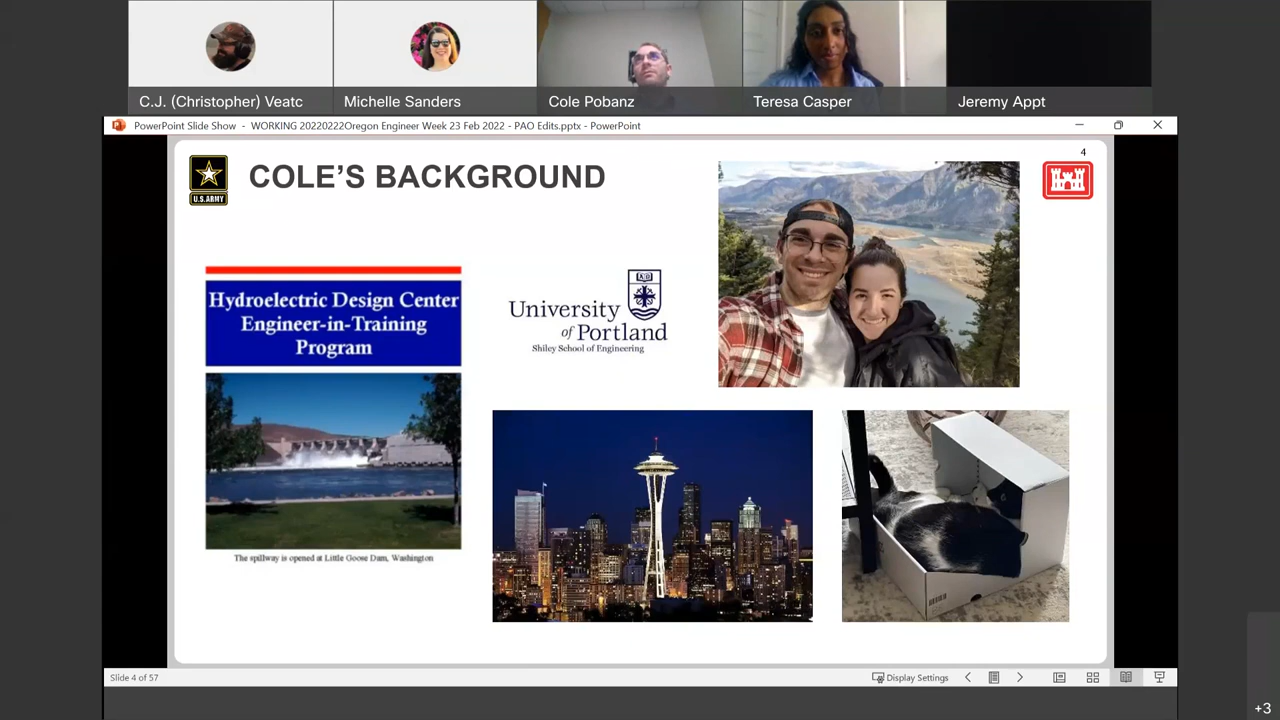 C.J. (Christopher) Veatc
Michelle Sanders
Cole Pobanz
Teresa Casper
Jeremy Appt
PowerPoint Slide Show - WORKING 20220222Oregon Engineer Week 23 Feb 2022 - PAO Edits.pptx - PowerPoint
4
U.S. ARMY
COLE'S BACKGROUND
Hydroelectric Design Center
Engineer-in-Training
Program
The spillway is opened at Little Goose Dam, Washington
University
of Portland
Shiley School of Engineering
Slide 4 of 57
Display Settings
+3